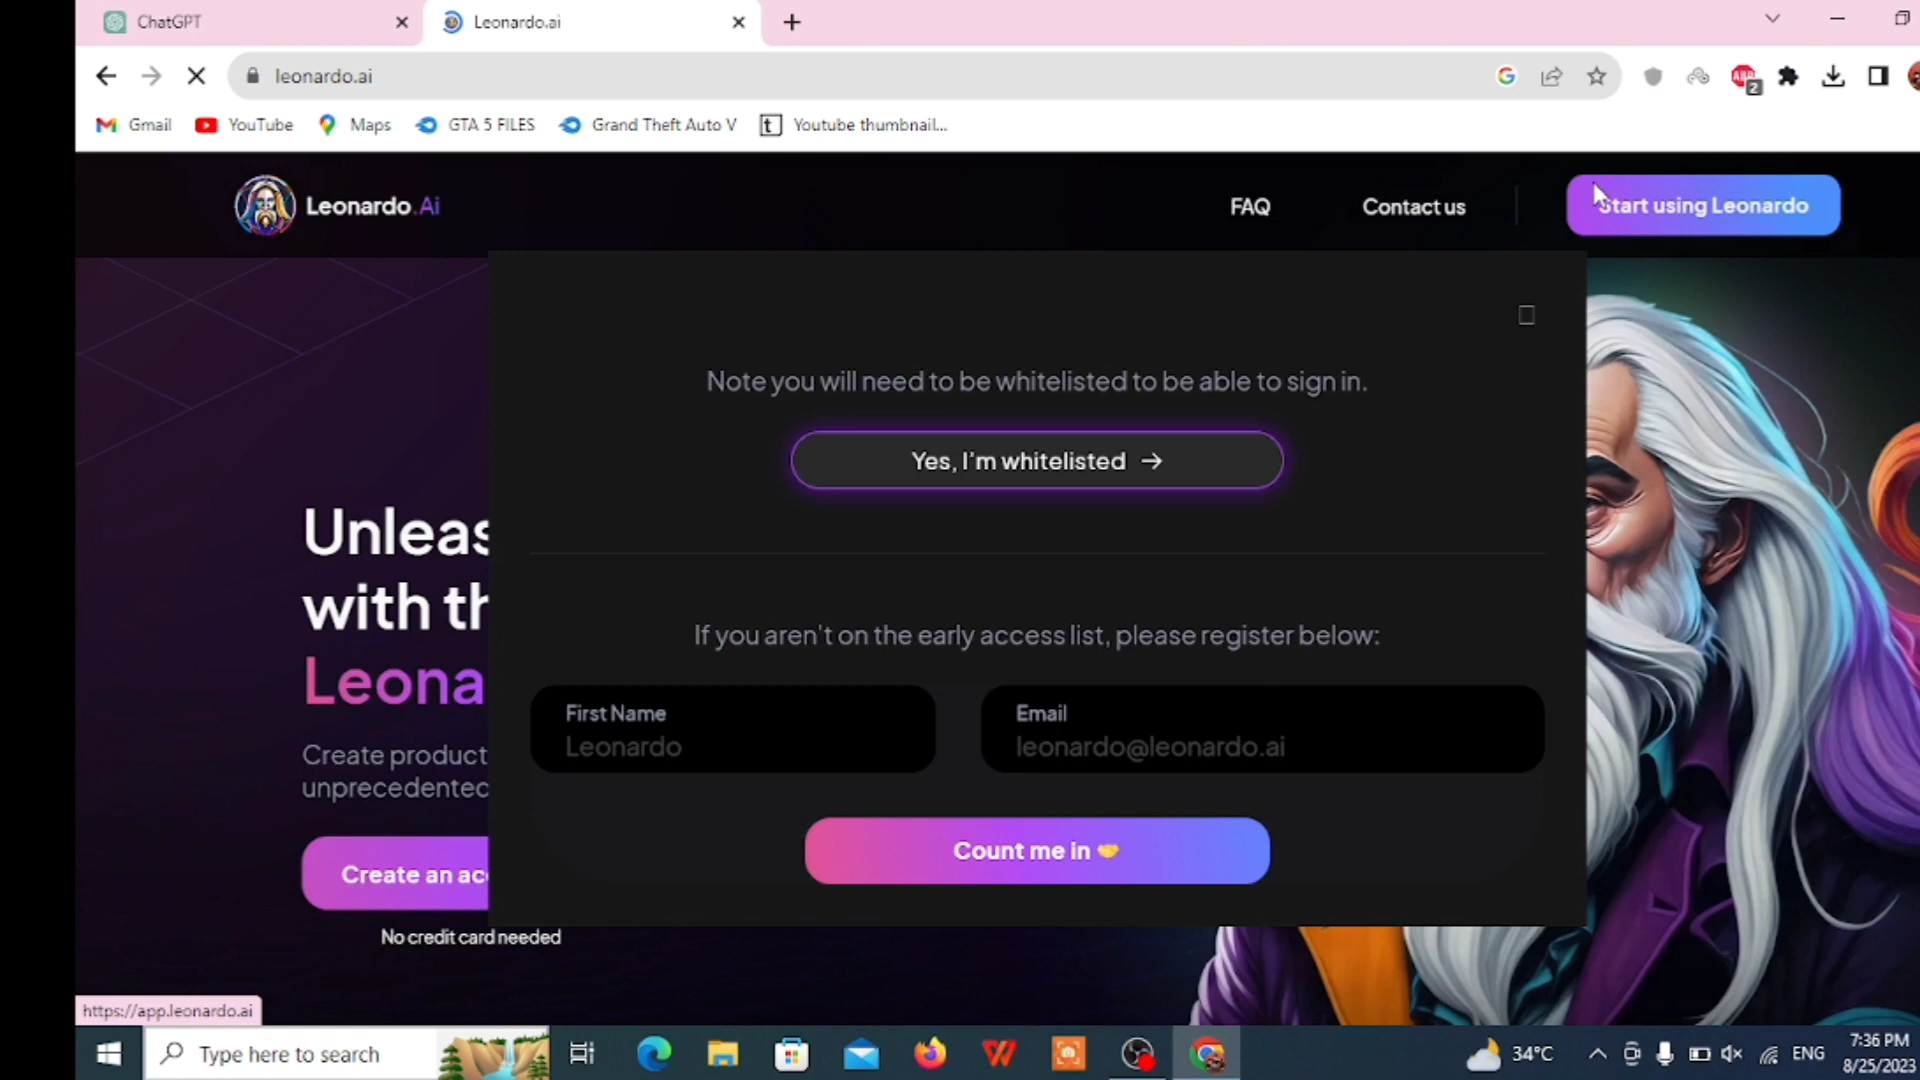 ChatGPT
Leonardo.ai
leonardo.ai
ABP
2
Gmail
YouTube
Maps
GTA 5 FILES
Grand Theft Auto V
Youtube thumbnail...
Leonardo.Ai
FAQ
Contact us
Start using Leonardo
Note you will need to be whitelisted to be able to sign in.
Yes, I'm whitelisted →
Unleas
with th
Leona
If you aren't on the early access list, please register below:
First Name
Leonardo
Email
leonardo@leonardo.ai
Create product
unprecedented
Count me in 🤝
Create an acc
No credit card needed
https://app.leonardo.ai
Type here to search
34°C
ENG
7:36 PM
8/25/2023